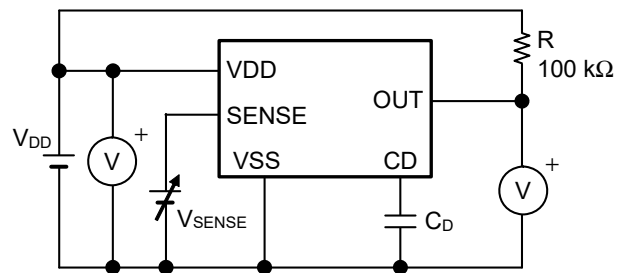 R
100 kΩ
VDD
OUT
SENSE
VDD
+
V
VSS
CD
+
V
VSENSE
CD